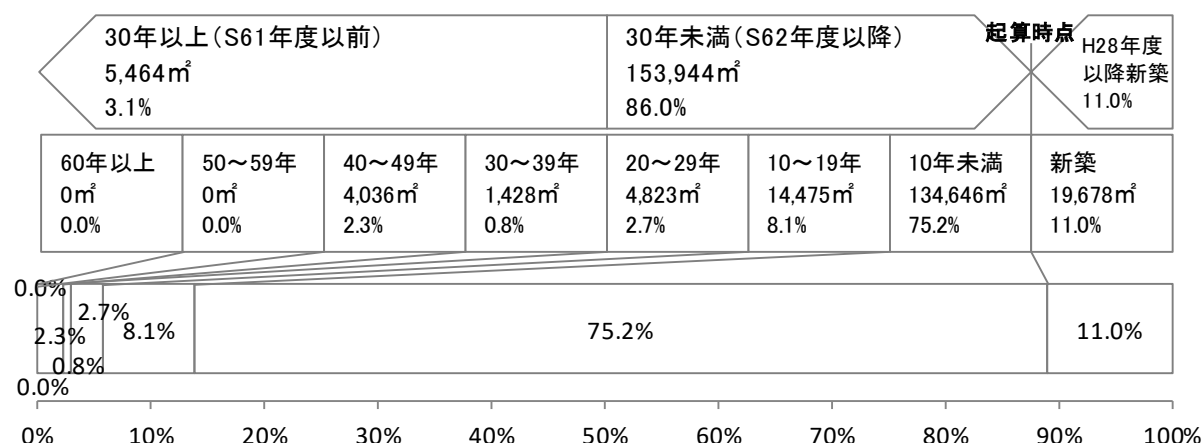 30年以上(S61年度以前)
5,464㎡
3.1%
30年未満(S62年度以降)
153,944㎡
86.0%
起算時点
H28年度
以降新築
11.0%
60年以上
0㎡
0.0%
50～59年
0㎡
0.0%
40～49年
4,036㎡
2.3%
30～39年
1,428㎡
0.8%
20～29年
4,823㎡
2.7%
10～19年
14,475㎡
8.1%
10年未満
134,646㎡
75.2%
新築
19,678㎡
11.0%
0.0%
2.3%
0.8%
2.7%
8.1%
75.2%
11.0%
0.0%
0% 10% 20% 30% 40% 50% 60% 70% 80% 90% 100%